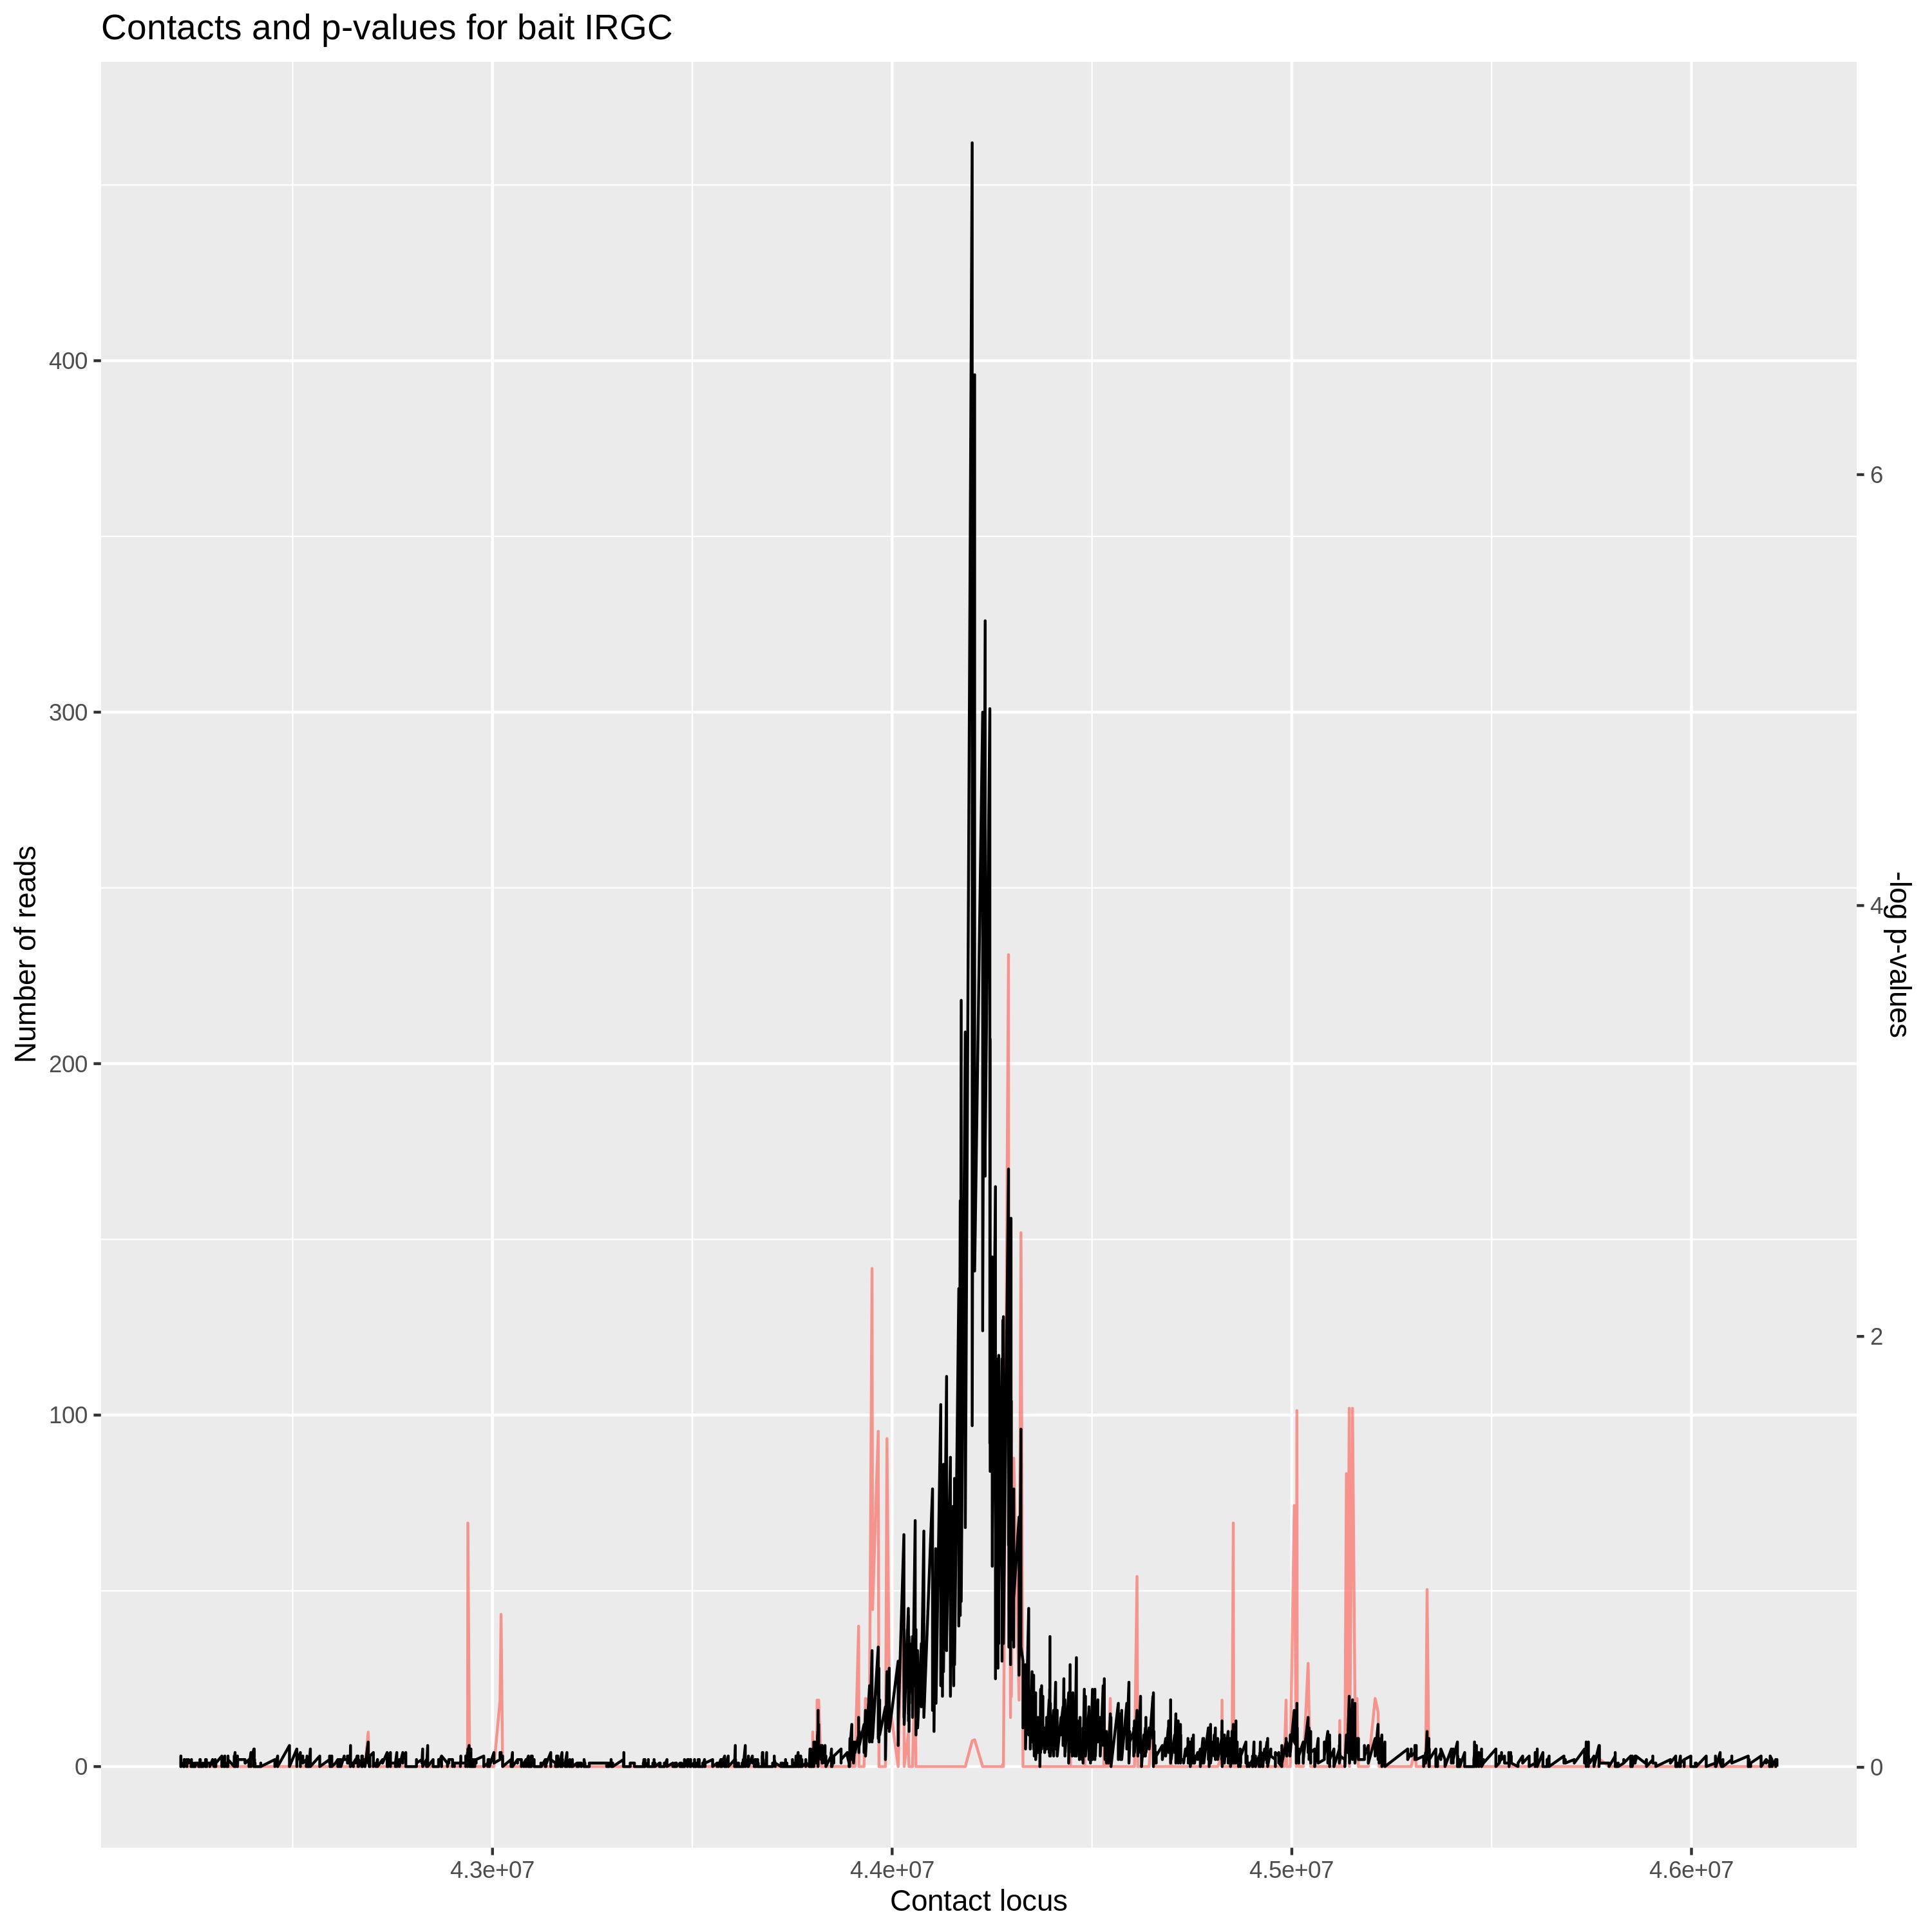 Contacts and p-values for bait IRGC
Number of reads
400
300
200
100
0
6
4
2
0
-log p-values
4.3e+07
4.4e+07
4.5e+07
4.6e+07
Contact locus